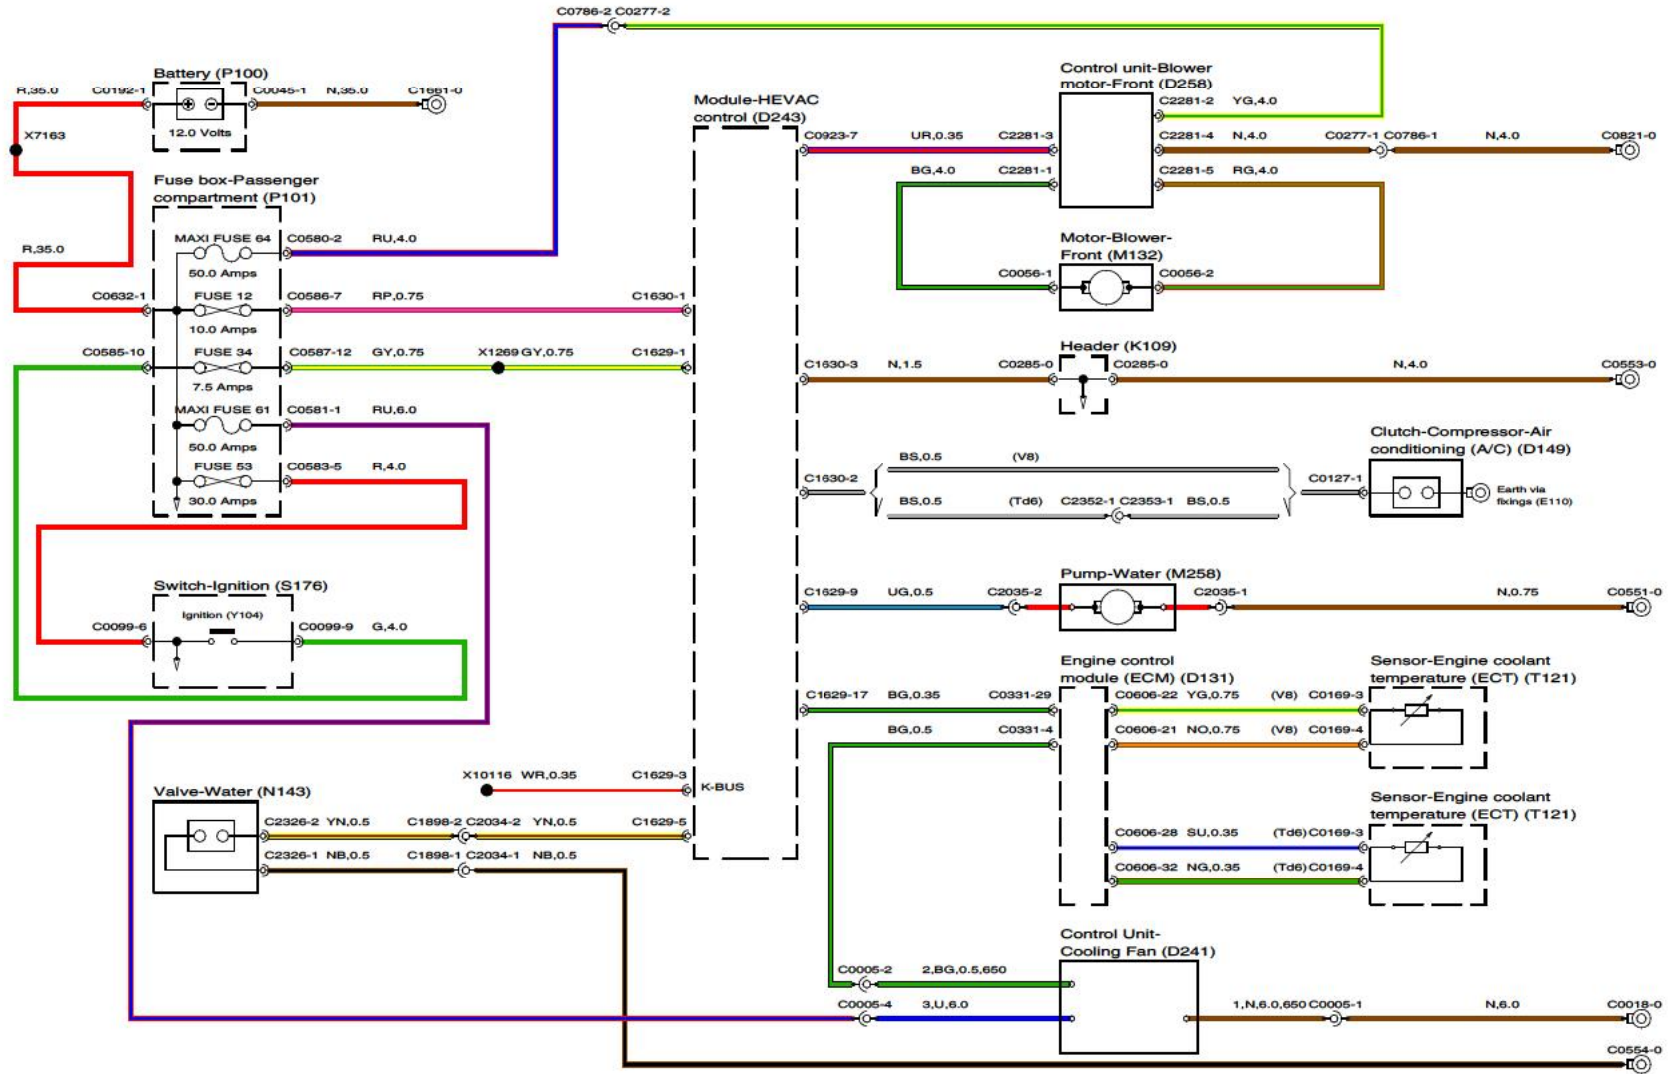 C0786-2 C0277-2
Battery (P100)
R,35.0 C0192-1 C0045-1 N,35.0 C1661-0
12.0 Volts
X7163
Fuse box-Passenger
compartment (P101)
R,35.0
MAXI FUSE 64 C0580-2 RU,4.0
50.0 Amps
C0632-1 FUSE 12 C0586-7 RP,0.75 C1630-1
10.0 Amps
C0585-10 FUSE 34 C0587-12 GY,0.75 X1269 GY,0.75 C1629-1
7.5 Amps
MAXI FUSE 61 C0581-1 RU,6.0
50.0 Amps
FUSE 53 C0583-5 R,4.0
30.0 Amps
Switch-Ignition (S176)
Ignition (Y104)
C0099-6 C0099-9 G,4.0
X10116 WR,0.35 C1629-3
K-BUS
Valve-Water (N143)
C2326-2 YN,0.5 C1898-2 C2034-2 YN,0.5 C1629-5
C2326-1 NB,0.5 C1898-1 C2034-1 NB,0.5
Module-HEVAC
control (D243)
Control unit-Blower
motor-Front (D258)
C2281-2 YG,4.0
C0923-7 UR,0.35 C2281-3 C2281-4 N,4.0 C0277-1 C0786-1 N,4.0 C0821-0
BG,4.0 C2281-1 C2281-5 RG,4.0
Motor-Blower-
Front (M132)
C0056-1 C0056-2
Header (K109)
C1630-3 N,1.5 C0285-0 C0285-0 N,4.0 C0553-0
Clutch-Compressor-Air
conditioning (A/C) (D149)
BS,0.5 (V8)
C1630-2 C0127-1
Earth via
fixings (E110)
BS,0.5 (Td6) C2352-1 C2353-1 BS,0.5
Pump-Water (M258)
C1629-9 UG,0.5 C2035-2 C2035-1 N,0.75 C0551-0
Engine control
module (ECM) (D131)
Sensor-Engine coolant
temperature (ECT) (T121)
C1629-17 BG,0.35 C0331-29 C0606-22 YG,0.75 (V8) C0169-3
BG,0.5 C0331-4 C0606-21 NO,0.75 (V8) C0169-4
Sensor-Engine coolant
temperature (ECT) (T121)
C0606-28 SU,0.35 (Td6) C0169-3
C0606-32 NG,0.35 (Td6) C0169-4
Control Unit-
Cooling Fan (D241)
C0005-2 2,BG,0.5,650
C0005-4 3,U,6.0 1,N,6.0,650 C0005-1 N,6.0 C0018-0
C0554-0